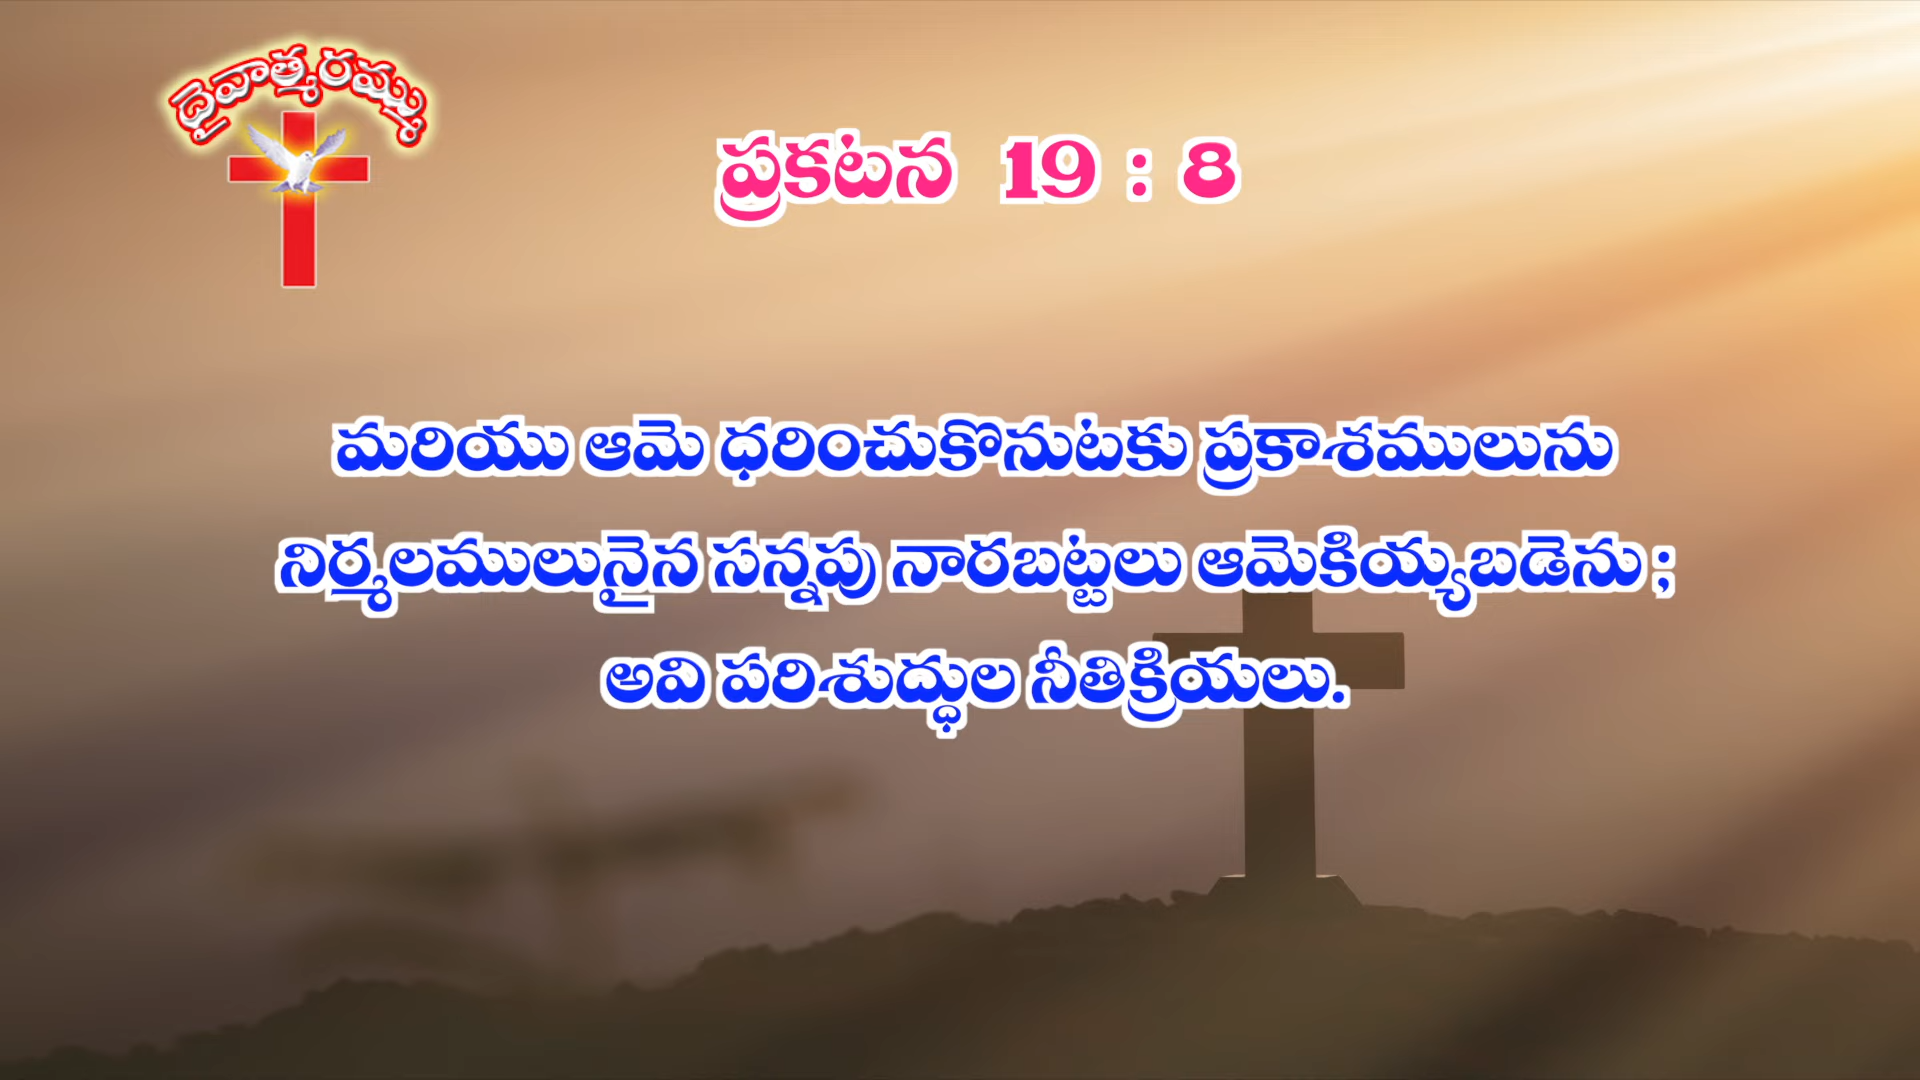 దైవాత్మరమ్ము
ప్రకటన 19 : 8
మరియు ఆమె ధరించుకొనుటకు ప్రకాశములును
నిర్మలములునైన సన్నపు నారబట్టలు ఆమెకియ్యబడెను ;
అవి పరిశుద్ధుల నీతిక్రియలు.